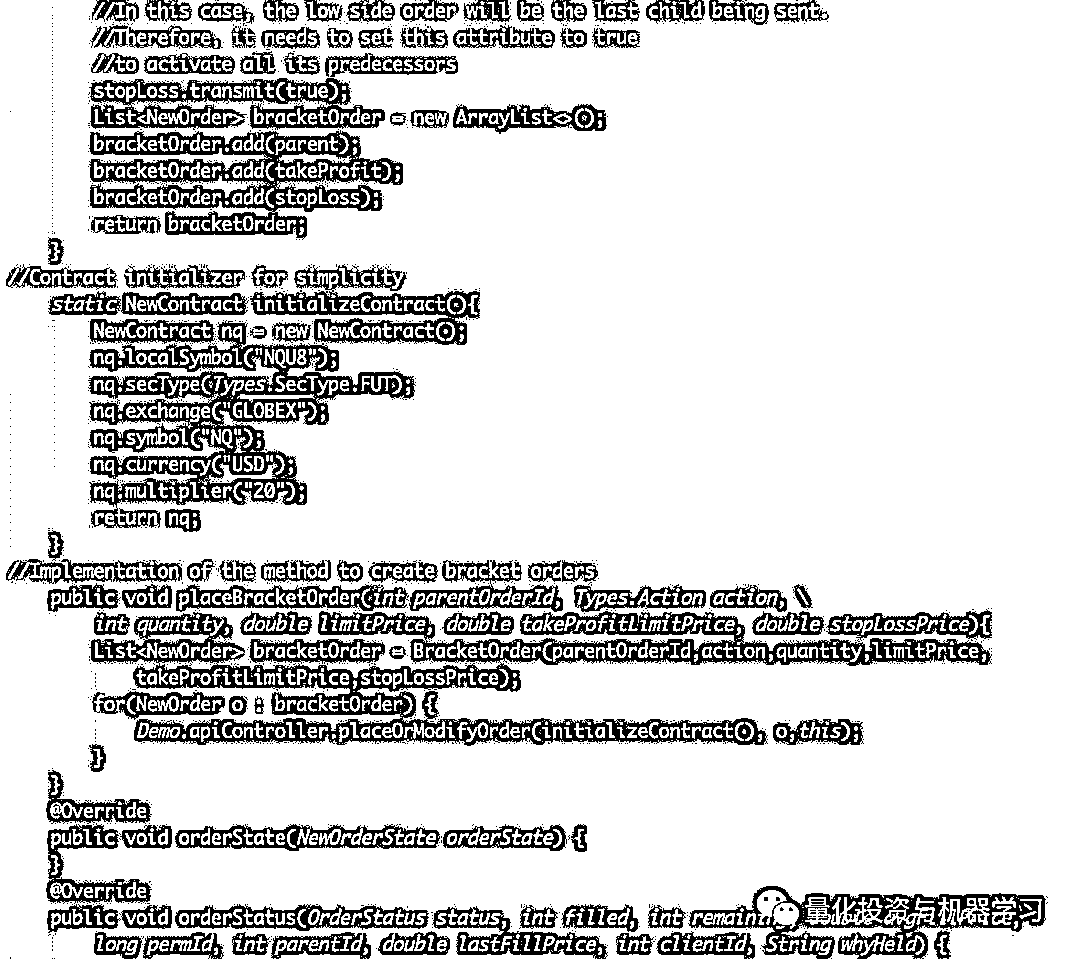 //In this case, the low side order will be the last child being sent.
//Therefore, it needs to set this attribute to true
//to activate all its predecessors
stopLoss.transmit(true);
List<NewOrder> bracketOrder = new ArrayList<>();
bracketOrder.add(parent);
bracketOrder.add(takeProfit);
bracketOrder.add(stopLoss);
return bracketOrder;
}
//Contract initializer for simplicity
static NewContract initializeContract(){
NewContract nq = new NewContract();
nq.localSymbol("NQU8");
nq.secType(Types.SecType.FUT);
nq.exchange("GLOBEX");
nq.symbol("NQ");
nq.currency("USD");
nq.multiplier("20");
return nq;
}
//Implementation of the method to create bracket orders
public void placeBracketOrder(int parentOrderId, Types.Action action, \
int quantity, double limitPrice, double takeProfitLimitPrice, double stopLossPrice){
List<NewOrder> bracketOrder = BracketOrder(parentOrderId,action,quantity,limitPrice,
takeProfitLimitPrice,stopLossPrice);
for(NewOrder o : bracketOrder) {
Demo.apiController.placeOrModifyOrder(initializeContract(), o,this);
}
}
@Override
public void orderState(NewOrderState orderState) {
}
@Override
public void orderStatus(OrderStatus status, int filled, int
量化投资与机器学习
long permId, int parentId, double lastFillPrice, int clientId, String whyHeld) {